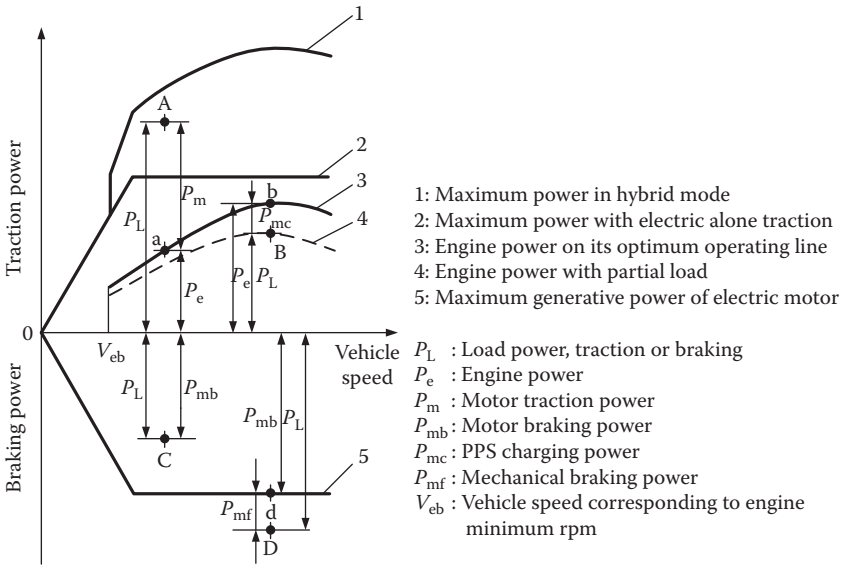 1
A
2
P_m
b
3
P_L
P_mc
4
a
B
P_e
P_e
P_L
Traction power
0
V_eb
Vehicle speed
P_L
P_mb
P_mb
P_L
C
5
P_mf
d
D
Braking power
1: Maximum power in hybrid mode
2: Maximum power with electric alone traction
3: Engine power on its optimum operating line
4: Engine power with partial load
5: Maximum generative power of electric motor
P_L : Load power, traction or braking
P_e : Engine power
P_m : Motor traction power
P_mb : Motor braking power
P_mc : PPS charging power
P_mf : Mechanical braking power
V_eb : Vehicle speed corresponding to engine
minimum rpm